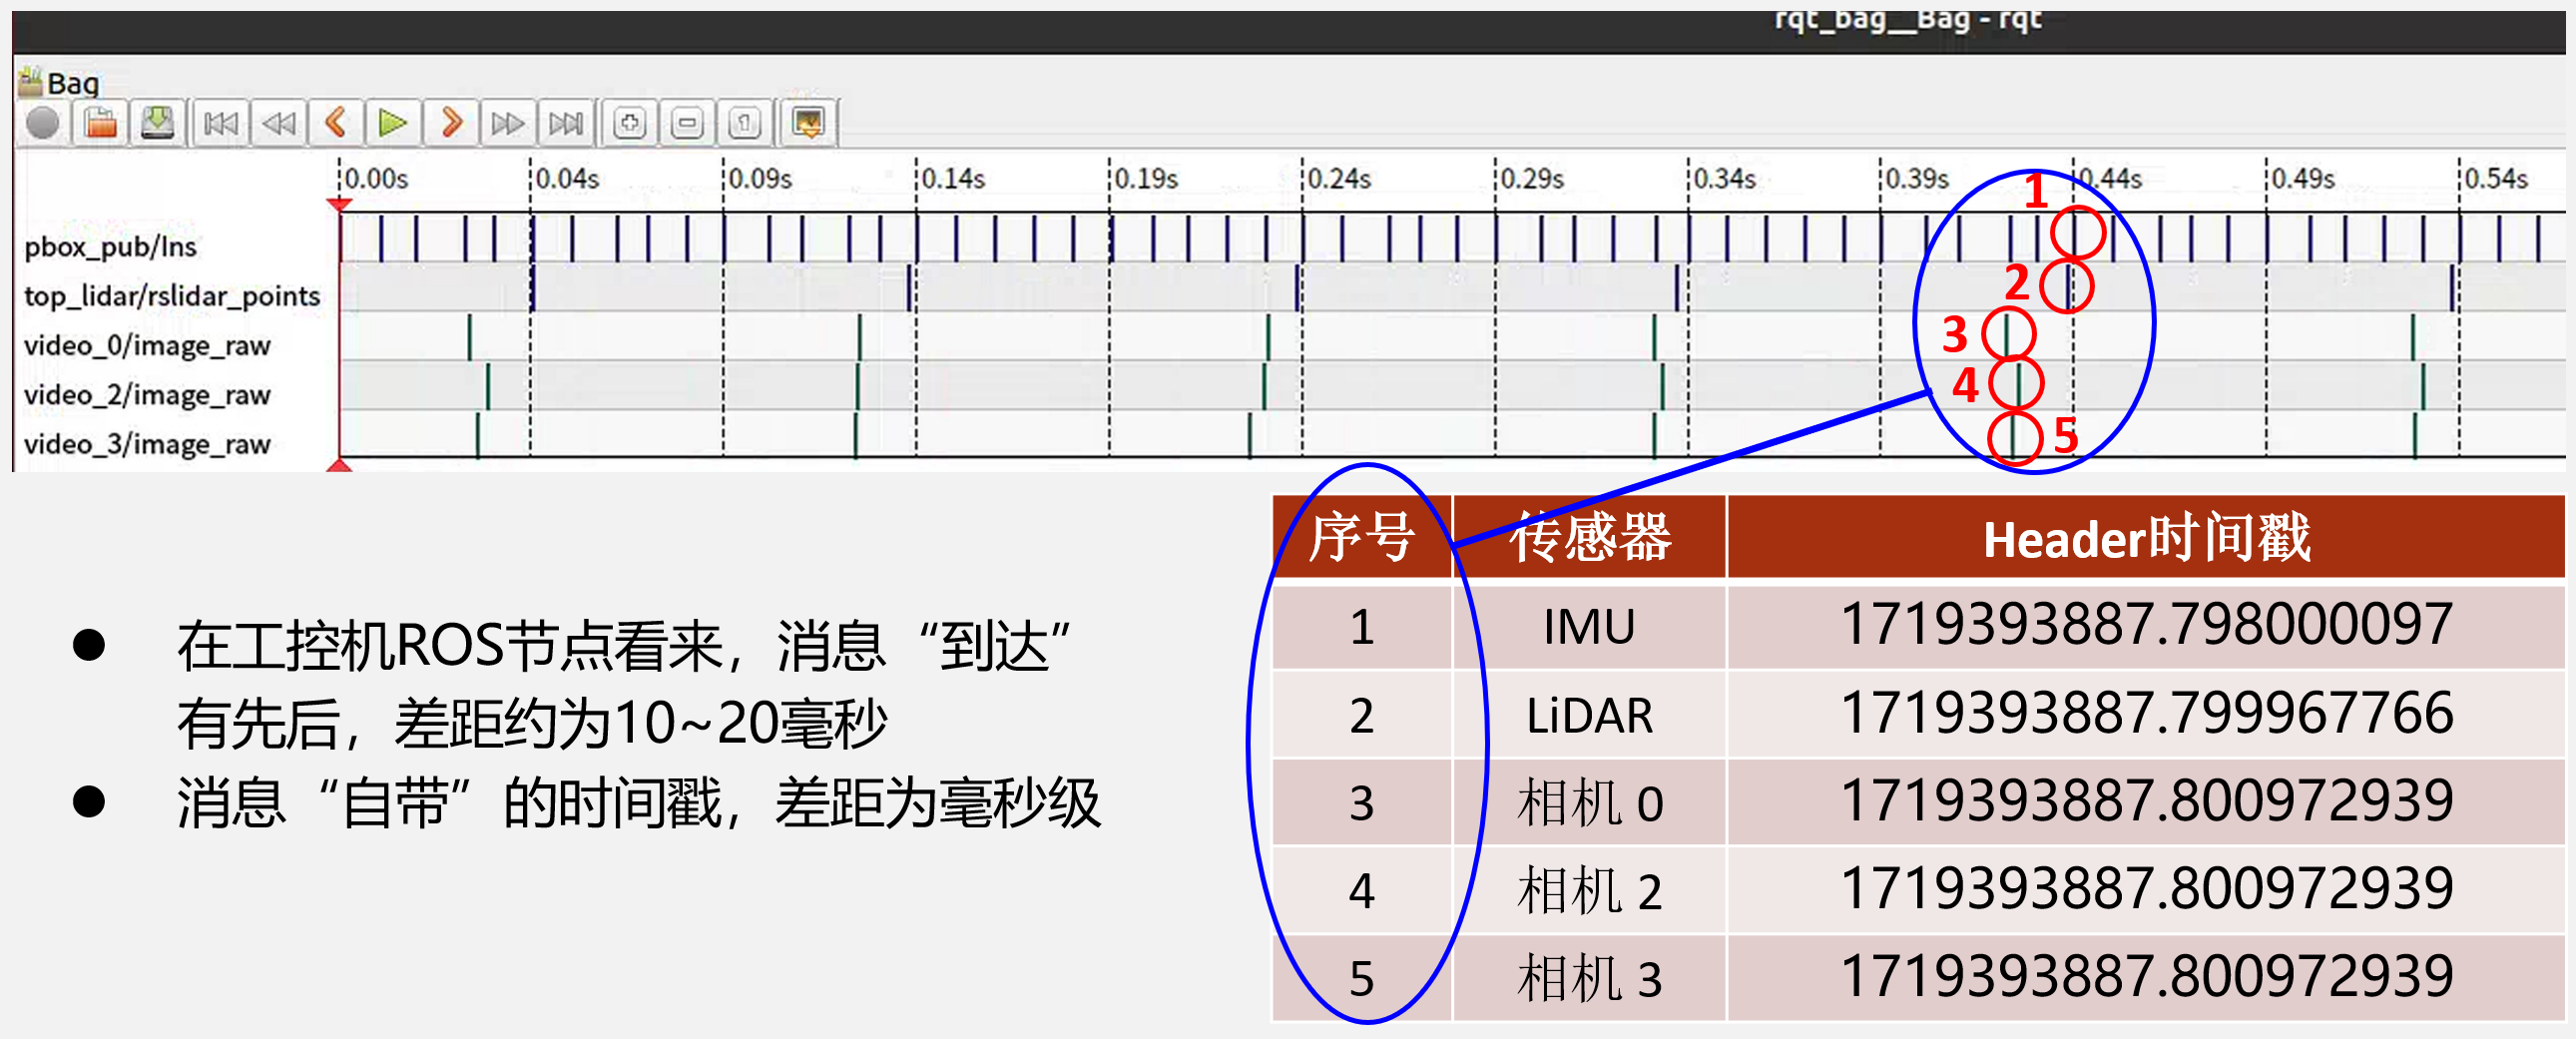 rqt_bag__Bag - rqt
Bag
0.00s 0.04s 0.09s 0.14s 0.19s 0.24s 0.29s 0.34s 0.39s 0.44s 0.49s 0.54s
pbox_pub/Ins
top_lidar/rslidar_points
video_0/image_raw
video_2/image_raw
video_3/image_raw
1
2
3
4
5
● 在工控机ROS节点看来，消息“到达”
有先后，差距约为10~20毫秒
● 消息“自带”的时间戳，差距为毫秒级
序号 传感器 Header时间戳
1 IMU 1719393887.798000097
2 LiDAR 1719393887.799967766
3 相机 0 1719393887.800972939
4 相机 2 1719393887.800972939
5 相机 3 1719393887.800972939